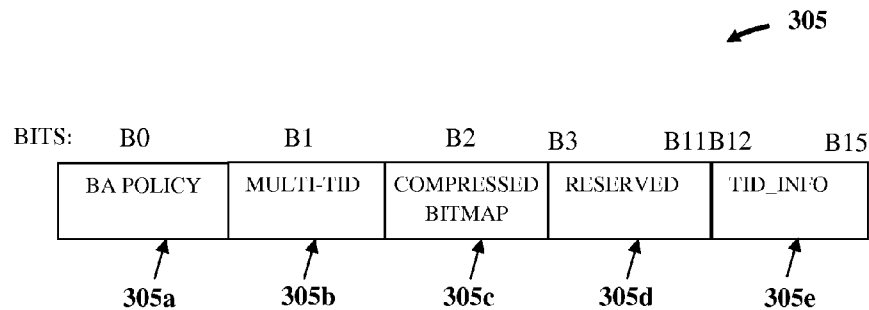 305
BITS: B0 B1 B2 B3 B11B12 B15
BA POLICY MULTI-TID COMPRESSED BITMAP RESERVED TID_INFO
305a 305b 305c 305d 305e